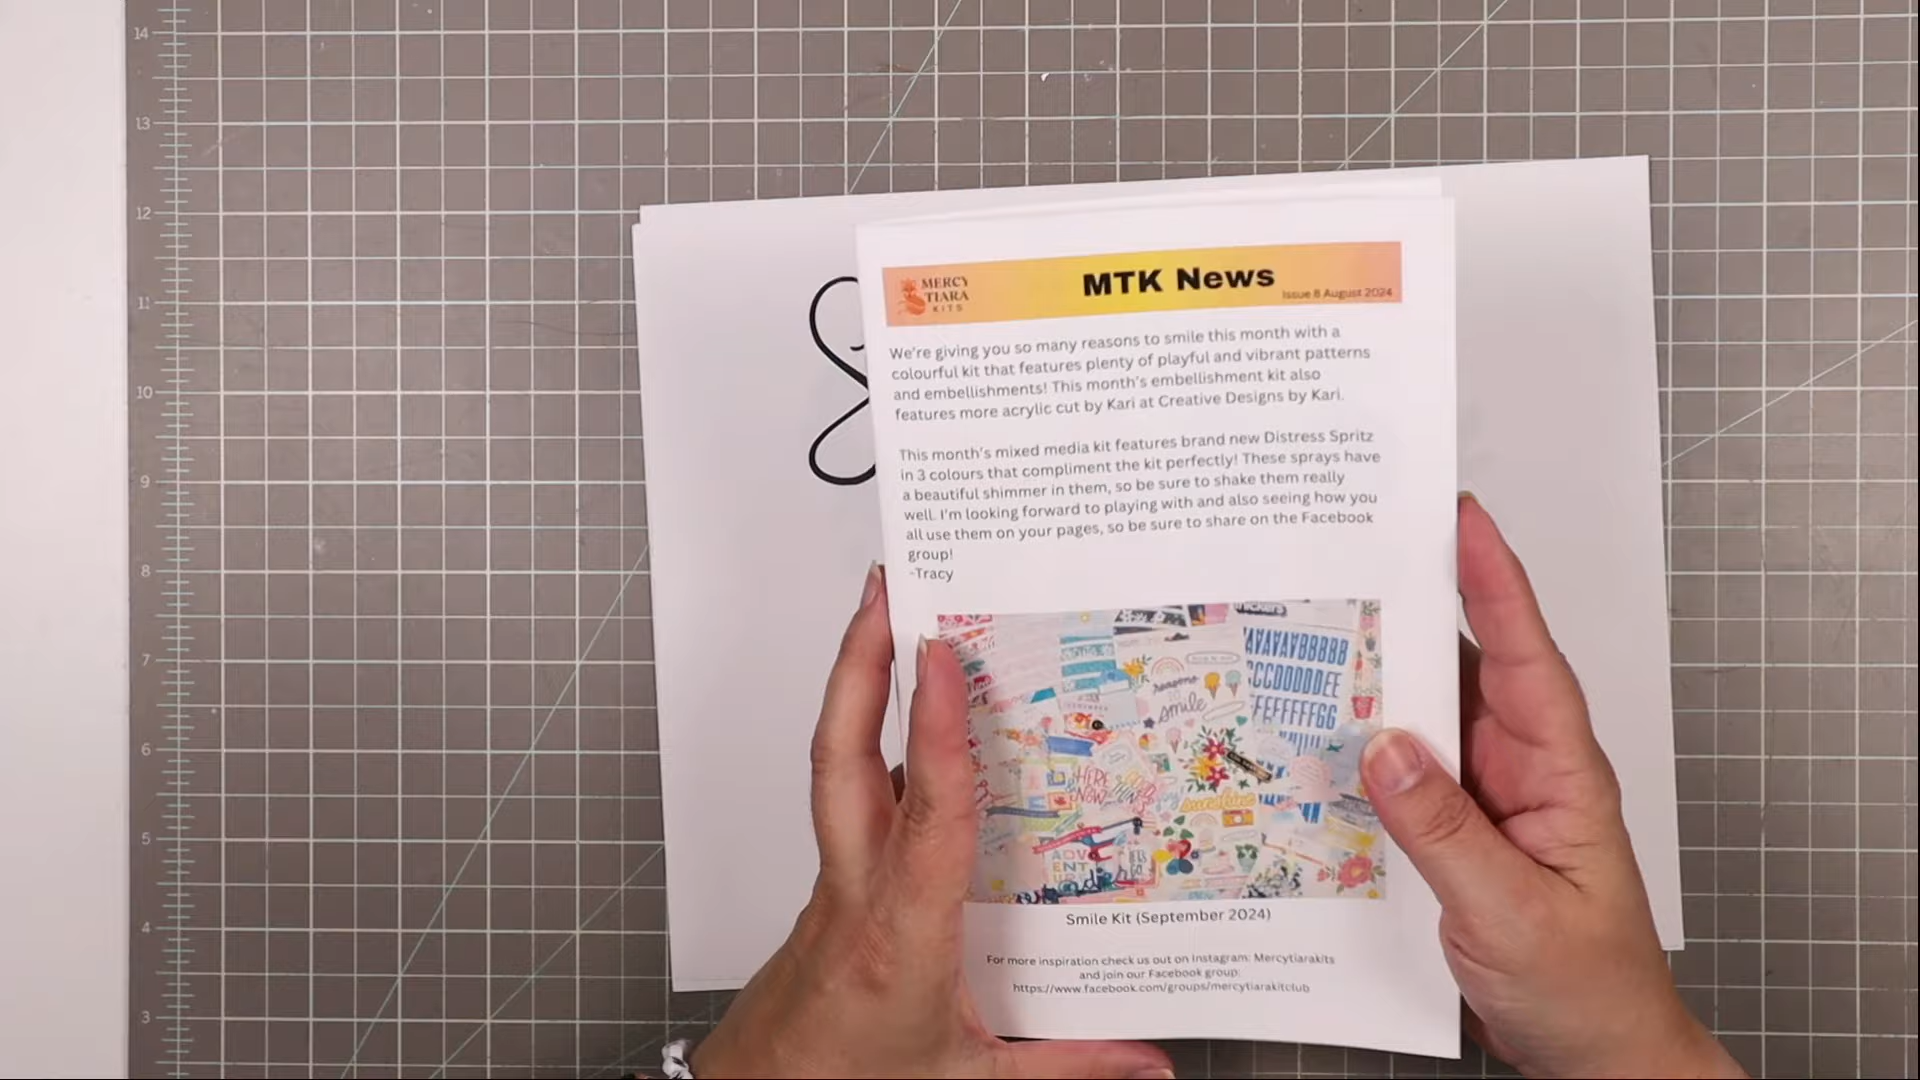 14
13
12
11
10
9
8
7
6
5
4
3
MERCY
TIARA
KITS
MTK News
Issue 8 August 2024
We're giving you so many reasons to smile this month with a
colourful kit that features plenty of playful and vibrant patterns
and embellishments! This month's embellishment kit also
features more acrylic cut by Kari at Creative Designs by Kari.
This month's mixed media kit features brand new Distress Spritz
in 3 colours that compliment the kit perfectly! These sprays have
a beautiful shimmer in them, so be sure to shake them really
well. I'm looking forward to playing with and also seeing how you
all use them on your pages, so be sure to share on the Facebook
group!
-Tracy
reasons
smile
HERE
NOW
sunshine
ADV
ENT
LET'S
GO
Smile Kit (September 2024)
For more inspiration check us out on Instagram: Mercytiarakits
and join our Facebook group:
https://www.facebook.com/groups/mercytiarakitclub